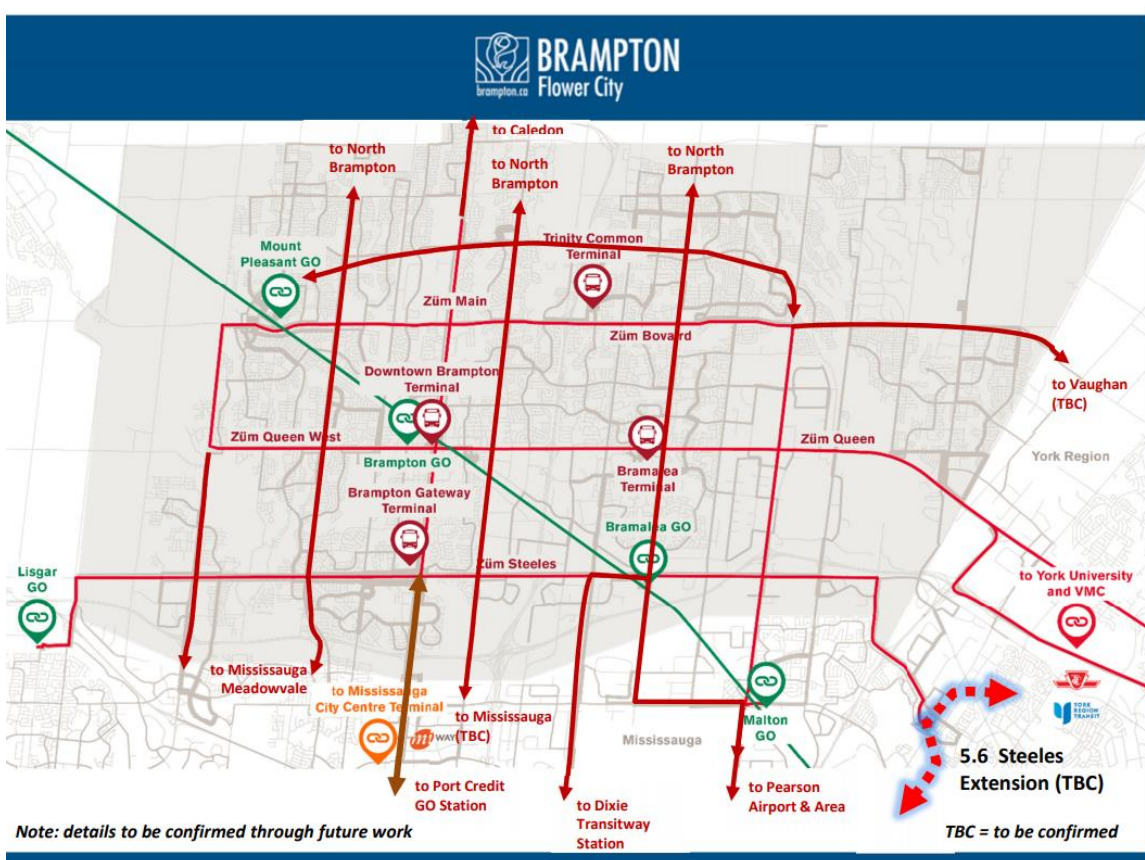 BRAMPTON
brampton.ca
Flower City
to Caledon
to North
Brampton
to North
Brampton
to North
Brampton
Mount
Pleasant GO
Trinity Common
Terminal
Züm Main
Züm Bovaird
Downtown Brampton
Terminal
to Vaughan
(TBC)
Züm Queen West
Züm Queen
Brampton GO
Bramalea
Terminal
York Region
Brampton Gateway
Terminal
Bramalea GO
Züm Steeles
Lisgar
GO
to York University
and VMC
to Mississauga
Meadowvale
to Mississauga
City Centre Terminal
miWAY
to Mississauga
(TBC)
Mississauga
Malton
GO
TTC
YORK
REGION
TRANSIT
5.6 Steeles
Extension (TBC)
to Port Credit
GO Station
to Dixie
Transitway
Station
to Pearson
Airport & Area
Note: details to be confirmed through future work
TBC = to be confirmed